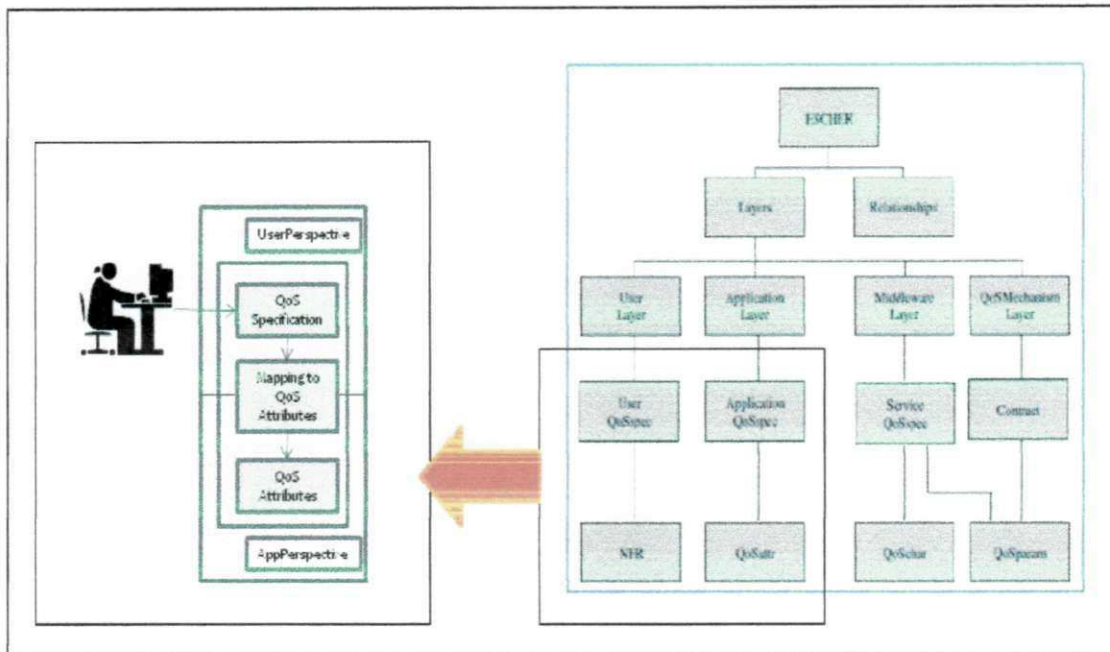 ESCHER
Layers
Relationships
User
Layer
Application
Layer
Middleware
Layer
QoSMechanism
Layer
User
QoSspec
Application
QoSspec
Service
QoSspec
Contract
NFR
QoSattr
QoSchar
QoSparam
UserPerspective
QoS
Specification
Mapping to
QoS
Attributes
QoS
Attributes
AppPerspective